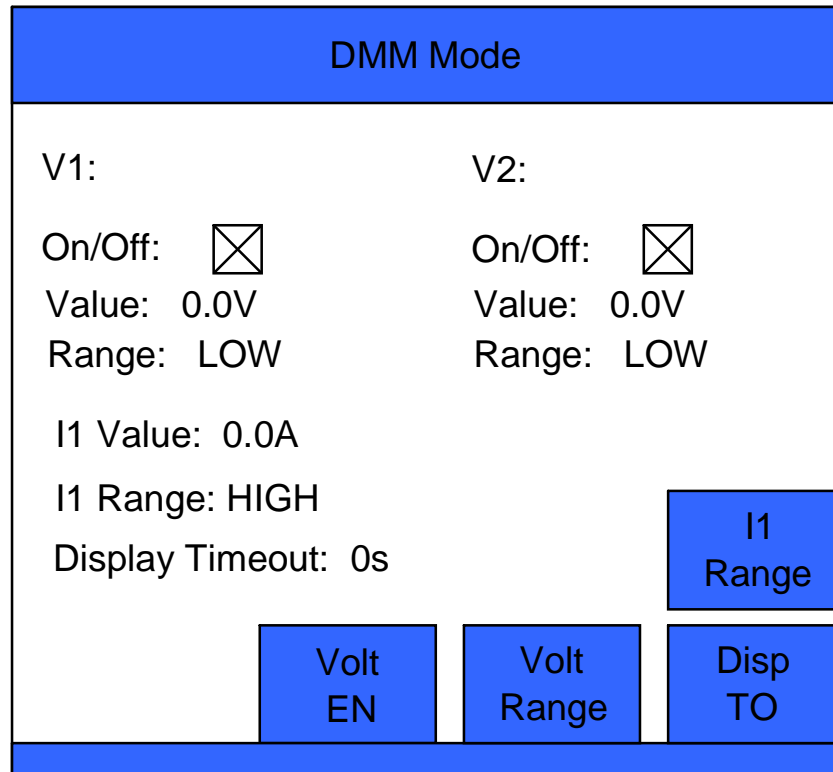 DMM Mode
V1:
V2:
On/Off:
On/Off:
Value: 0.0V
Value: 0.0V
Range: LOW
Range: LOW
I1 Value: 0.0A
I1 Range: HIGH
Display Timeout: 0s
I1
Range
Volt
EN
Volt
Range
Disp
TO